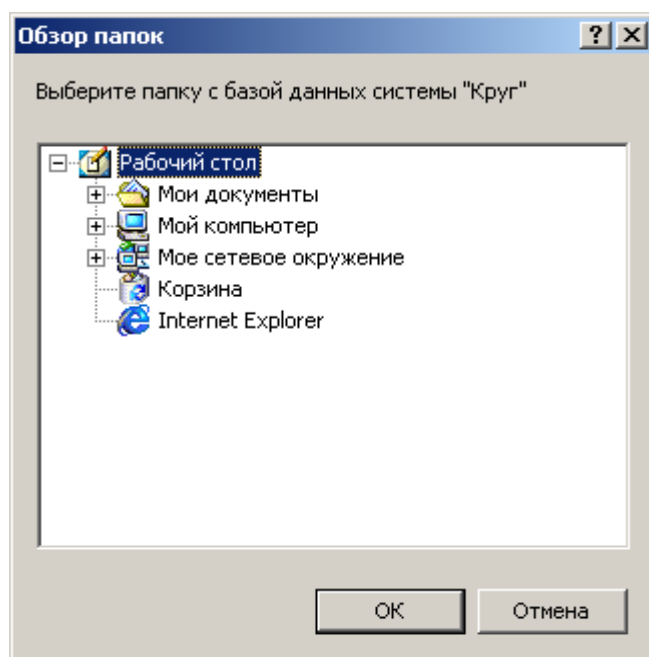 Обзор папок
Выберите папку с базой данных системы "Круг"
Рабочий стол
Мои документы
Мой компьютер
Мое сетевое окружение
Корзина
Internet Explorer
ОК Отмена